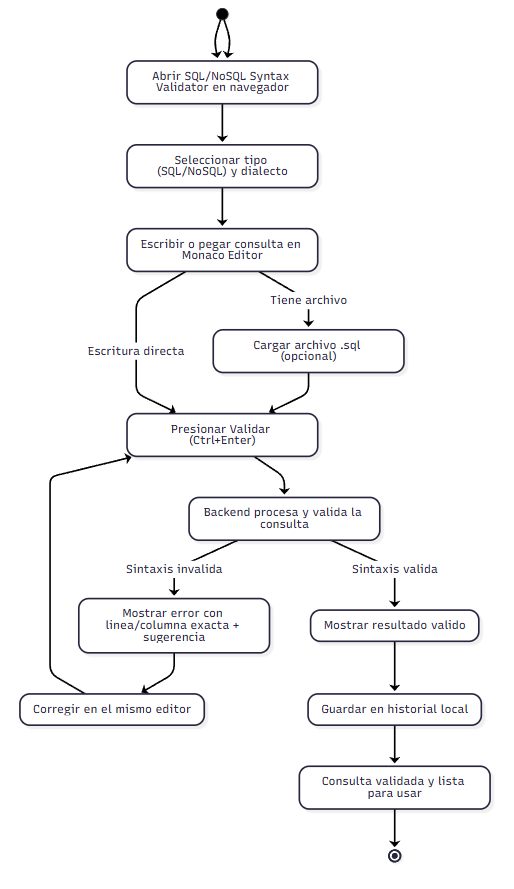 Abrir SQL/NoSQL Syntax
Validator en navegador
Seleccionar tipo
(SQL/NoSQL) y dialecto
Escribir o pegar consulta en
Monaco Editor
Tiene archivo
Escritura directa
Cargar archivo .sql
(opcional)
Presionar Validar
(Ctrl+Enter)
Backend procesa y valida la
consulta
Sintaxis invalida
Sintaxis valida
Mostrar error con
linea/columna exacta +
sugerencia
Mostrar resultado valido
Corregir en el mismo editor
Guardar en historial local
Consulta validada y lista
para usar